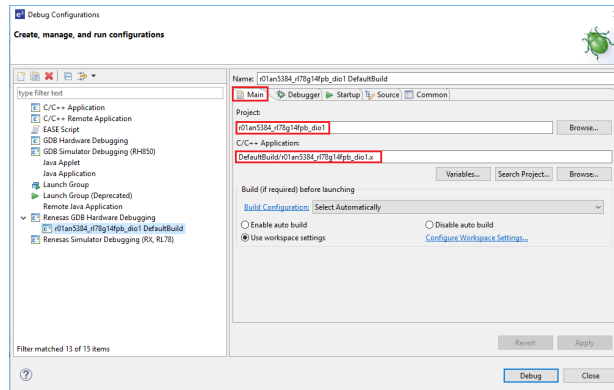 e² Debug Configurations
Create, manage, and run configurations
type filter text
C/C++ Application
C/C++ Remote Application
EASE Script
GDB Hardware Debugging
GDB Simulator Debugging (RH850)
Java Applet
Java Application
Launch Group
Launch Group (Deprecated)
Remote Java Application
Renesas GDB Hardware Debugging
r01an5384_rl78g14fpb_dio1 DefaultBuild
Renesas Simulator Debugging (RX, RL78)
Filter matched 13 of 15 items
Name: r01an5384_rl78g14fpb_dio1 DefaultBuild
Main Debugger Startup Source Common
Project:
r01an5384_rl78g14fpb_dio1 Browse...
C/C++ Application:
DefaultBuild/r01an5384_rl78g14fpb_dio1.x
Variables... Search Project... Browse...
Build (if required) before launching
Build Configuration: Select Automatically
Enable auto build Disable auto build
Use workspace settings Configure Workspace Settings...
Revert Apply
? Debug Close